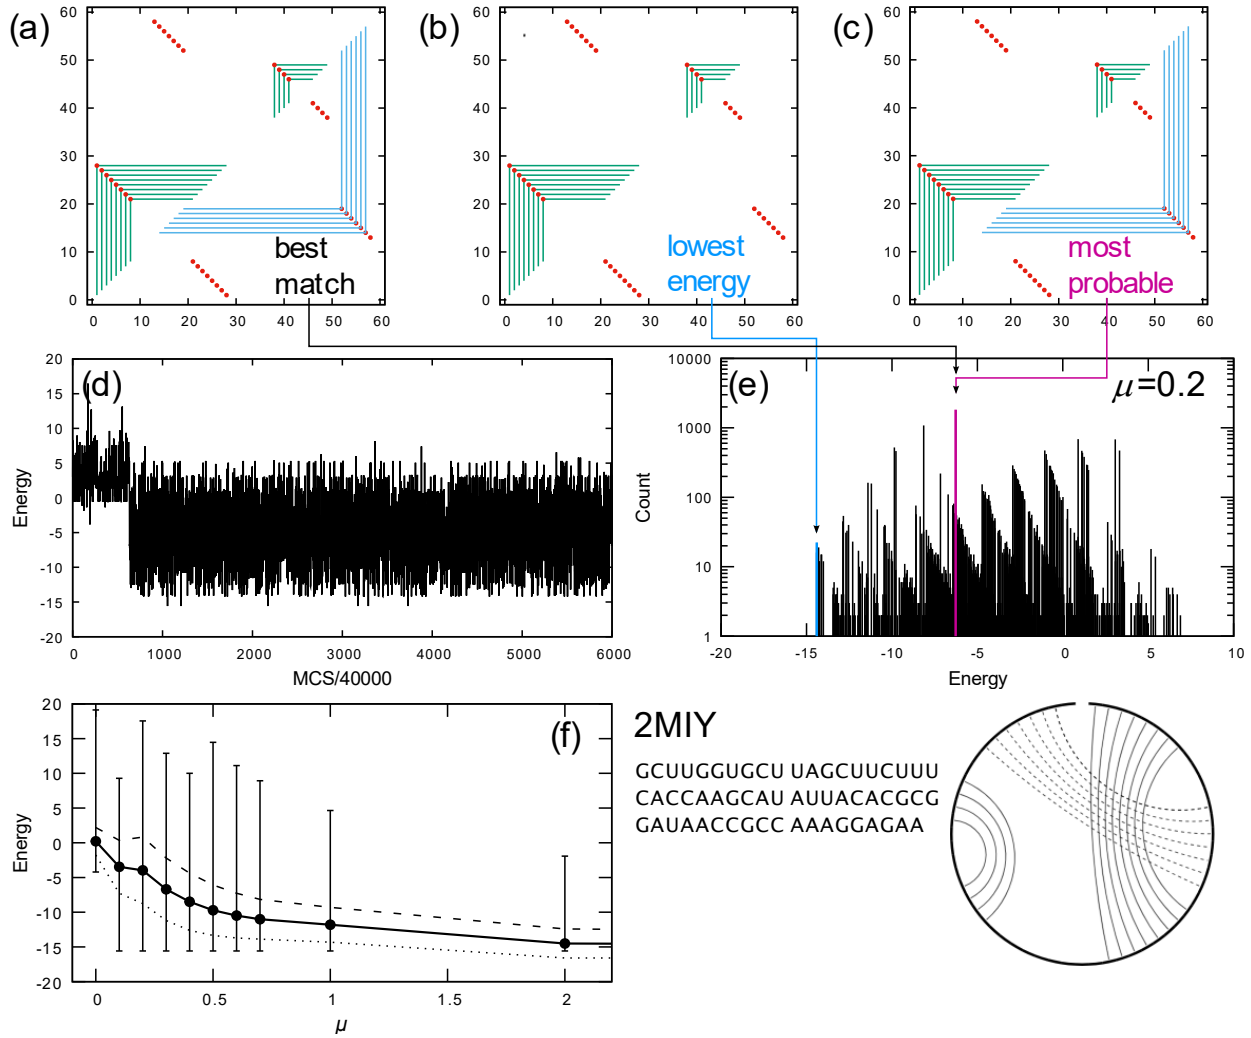 (a)
60
50
40
30
20
10
0
best
match
0 10 20 30 40 50 60
(b)
60
50
40
30
20
10
0
lowest
energy
0 10 20 30 40 50 60
(c)
60
50
40
30
20
10
0
most
probable
0 10 20 30 40 50 60
(d)
Energy
20
15
10
5
0
-5
-10
-15
-20
0 1000 2000 3000 4000 5000 6000
MCS/40000
(e)
μ=0.2
Count
10000
1000
100
10
1
-20 -15 -10 -5 0 5 10
Energy
(f)
Energy
20
15
10
5
0
-5
-10
-15
-20
0 0.5 1 1.5 2
μ
2MIY
GCUUGGUGCU UAGCUUCUUU
CACCAAGCAU AUUACACGCG
GAUAACCGCC AAAGGAGAA